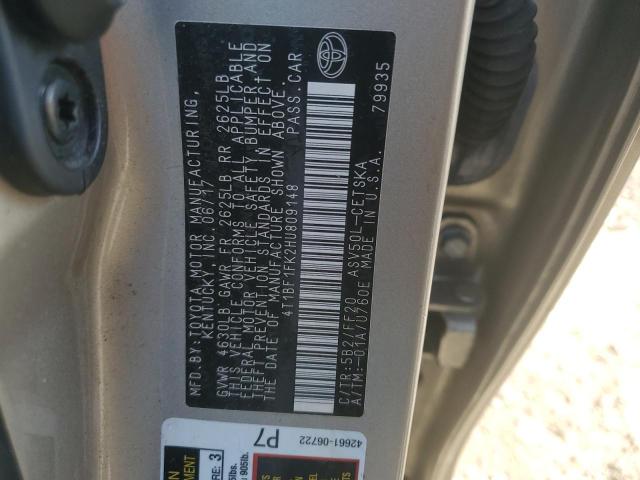 MFD.BY:TOYOTA MOTOR MANUFACTURING,
KENTUCKY INC. 06/17
GVWR 4630LB GAWR FR 2625LB RR 2625LB
THIS VEHICLE CONFORMS TO ALL APPLICABLE
FEDERAL MOTOR VEHICLE SAFETY, BUMPER, AND
THEFT PREVENTION STANDARDS IN EFFECT ON
THE DATE OF MANUFACTURE SHOWN ABOVE.
4T1BF1FK2HU809148 PASS.CAR
C/TR:5B2/FF20 ASV50L-CETSKA
A/TM:-01A/U760E MADE IN U.S.A. 79935
42661-06722
P7
3